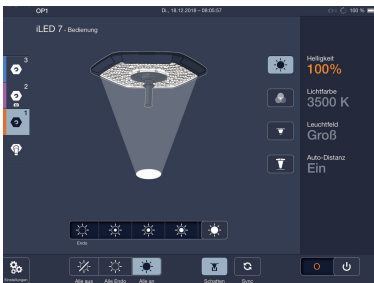 OP1
Di., 18.12.2018 – 08:05:57
100 %
iLED 7 - Bedienung
3
2
1
Helligkeit
100%
Lichtfarbe
3500 K
Leuchtfeld
Groß
Auto-Distanz
Ein
Endo
Einstellungen
Alle aus
Alle Endo
Alle an
Schatten
Sync
O